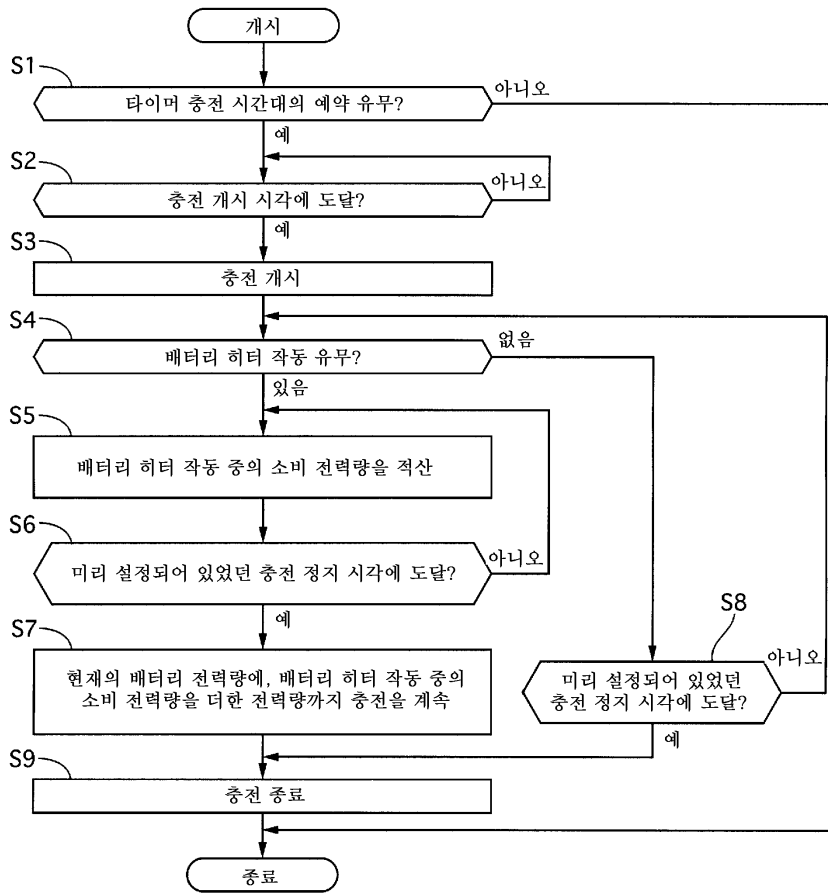 개시
S1
타이머 충전 시간대의 예약 유무?
아니오
예
S2
충전 개시 시각에 도달?
아니오
예
S3
충전 개시
S4
배터리 히터 작동 유무?
없음
있음
S5
배터리 히터 작동 중의 소비 전력량을 적산
S6
미리 설정되어 있었던 충전 정지 시각에 도달?
아니오
예
S7
현재의 배터리 전력량에, 배터리 히터 작동 중의
소비 전력량을 더한 전력량까지 충전을 계속
S8
미리 설정되어 있었던
충전 정지 시각에 도달?
아니오
예
S9
충전 종료
종료